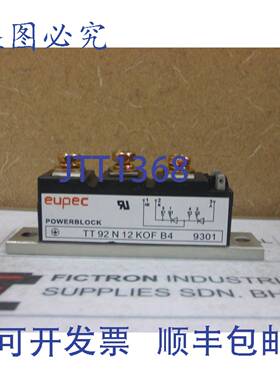 盗图必究
JTT1368
eupec
POWERBLOCK
TT 92 N 12 KOF B4 9301
FICTRON INDUSTRI
SUPPLIES SDN. BH
可开发票 顺丰包邮